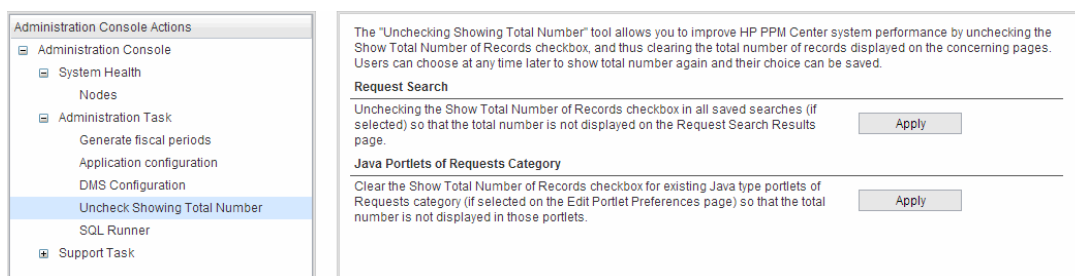 Administration Console Actions
Administration Console
System Health
Nodes
Administration Task
Generate fiscal periods
Application configuration
DMS Configuration
Uncheck Showing Total Number
SQL Runner
Support Task
The "Unchecking Showing Total Number" tool allows you to improve HP PPM Center system performance by unchecking the
Show Total Number of Records checkbox, and thus clearing the total number of records displayed on the concerning pages.
Users can choose at any time later to show total number again and their choice can be saved.
Request Search
Unchecking the Show Total Number of Records checkbox in all saved searches (if
selected) so that the total number is not displayed on the Request Search Results
page.
Apply
Java Portlets of Requests Category
Clear the Show Total Number of Records checkbox for existing Java type portlets of
Requests category (if selected on the Edit Portlet Preferences page) so that the total
number is not displayed in those portlets.
Apply